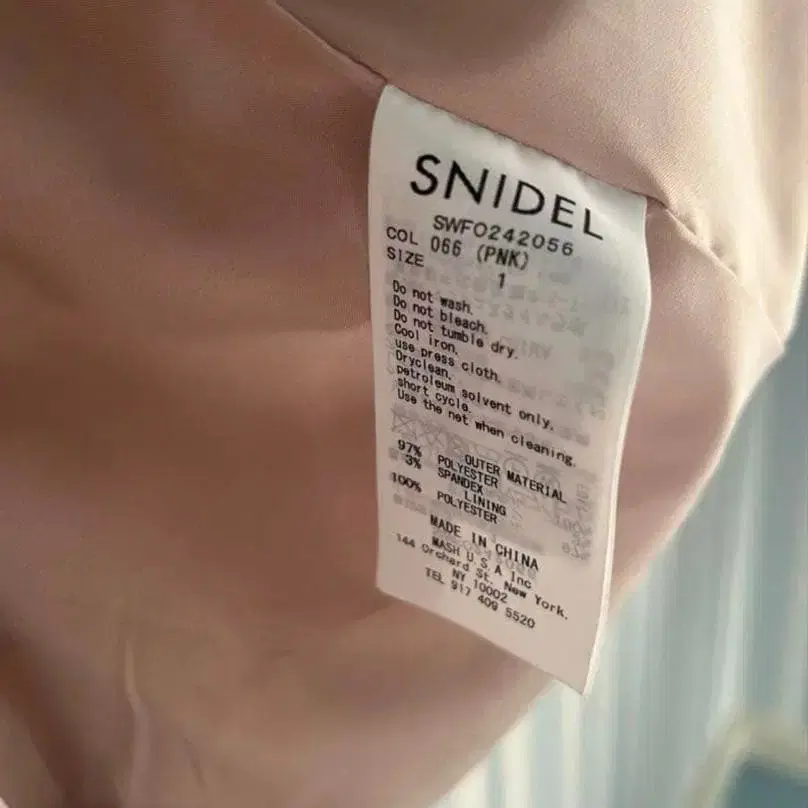 SNIDEL
SWFO242056
COL 066 (PNK)
SIZE 1
Do not wash.
Do not bleach.
Do not tumble dry.
Cool iron.
use press cloth.
Dryclean.
petroleum solvent only.
short cycle.
Use the net when cleaning.
OUTER MATERIAL
97% POLYESTER
3% SPANDEX
LINING
100% POLYESTER
MADE IN CHINA
MASH U S A Inc
144 Orchard St. New York.
NY 10002
TEL 917 409 5520